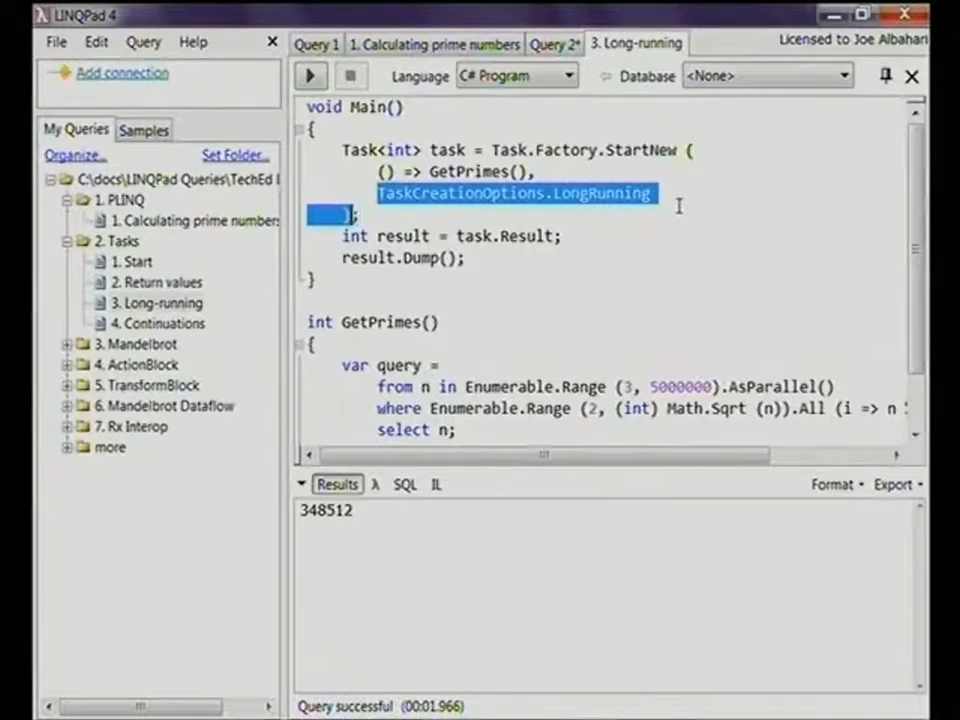 LINQPad 4
File Edit Query Help
Add connection
My Queries Samples
Organize... Set Folder...
C:\docs\LINQPad Queries\TechEd
1. PLINQ
1. Calculating prime numbers
2. Tasks
1. Start
2. Return values
3. Long-running
4. Continuations
3. Mandelbrot
4. ActionBlock
5. TransformBlock
6. Mandelbrot Dataflow
7. Rx Interop
more
Query 1 1. Calculating prime numbers Query 2* 3. Long-running Licensed to Joe Albahari
Language C# Program Database <None>
void Main()
{
Task<int> task = Task.Factory.StartNew (
() => GetPrimes(),
TaskCreationOptions.LongRunning
);
int result = task.Result;
result.Dump();
}
int GetPrimes()
{
var query =
from n in Enumerable.Range (3, 5000000).AsParallel()
where Enumerable.Range (2, (int) Math.Sqrt (n)).All (i => n
select n;
Results λ SQL IL Format Export
348512
Query successful (00:01.966)